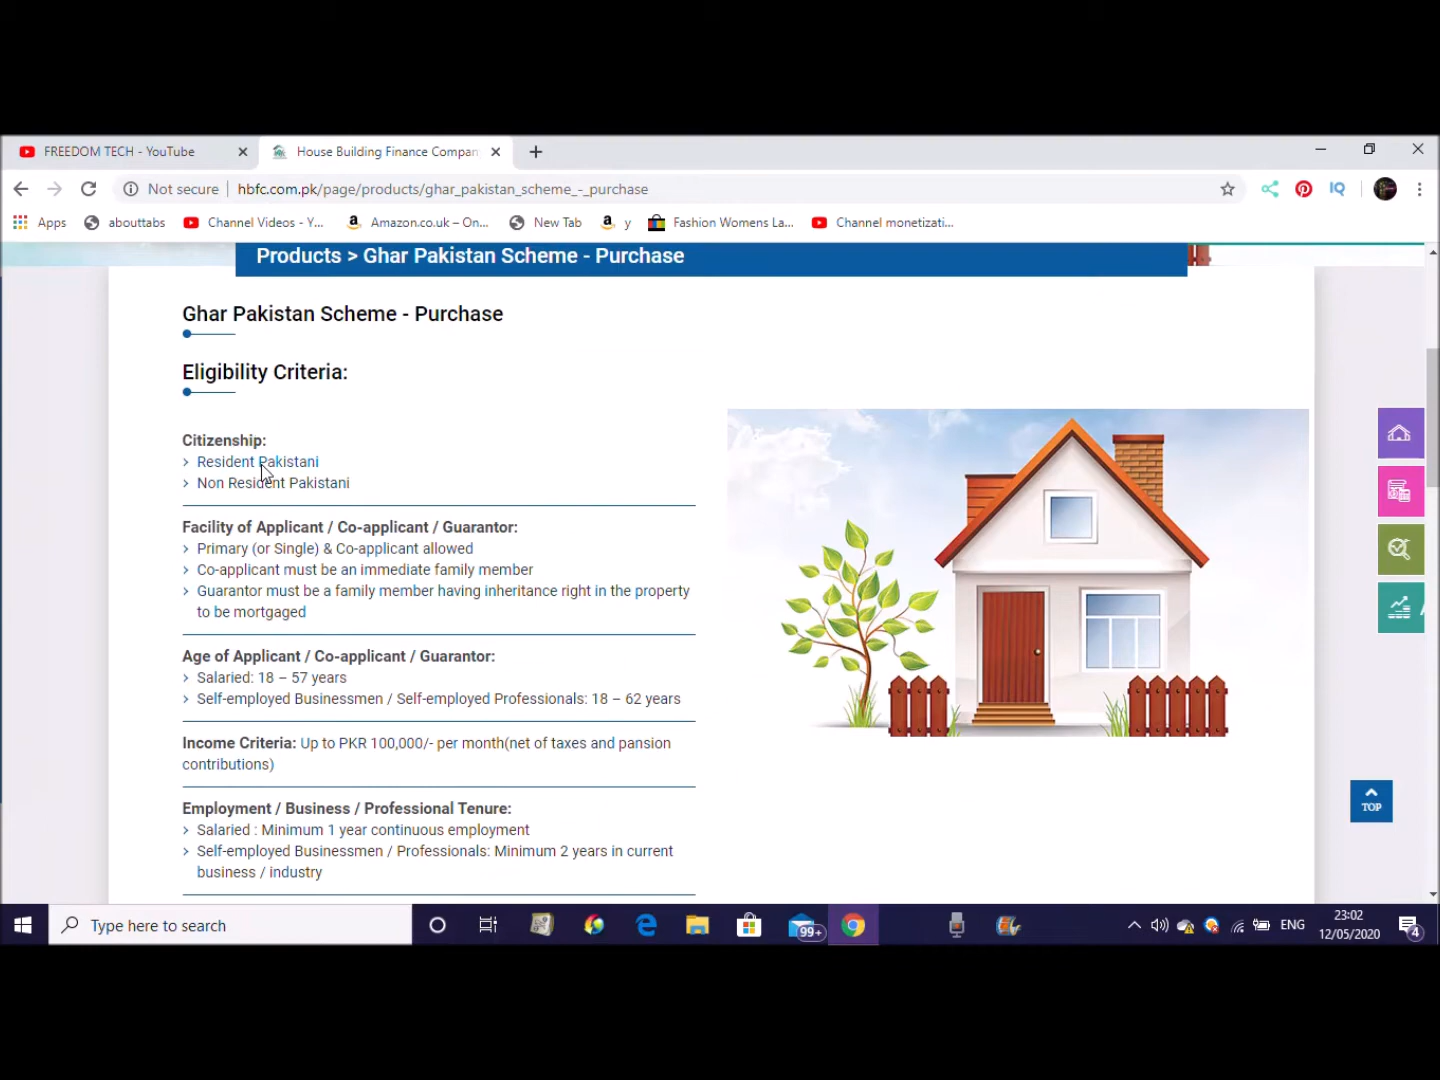 FREEDOM TECH - YouTube
House Building Finance Compan
Not secure
hbfc.com.pk/page/products/ghar_pakistan_scheme_-_purchase
IQ
Apps
abouttabs
Channel Videos - Y...
Amazon.co.uk – On...
New Tab
y
Fashion Womens La...
Channel monetizati...
Products > Ghar Pakistan Scheme - Purchase
Ghar Pakistan Scheme - Purchase
Eligibility Criteria:
Citizenship:
Resident Pakistani
Non Resident Pakistani
Facility of Applicant / Co-applicant / Guarantor:
Primary (or Single) & Co-applicant allowed
Co-applicant must be an immediate family member
Guarantor must be a family member having inheritance right in the property
to be mortgaged
Age of Applicant / Co-applicant / Guarantor:
Salaried: 18 – 57 years
Self-employed Businessmen / Self-employed Professionals: 18 – 62 years
Income Criteria: Up to PKR 100,000/- per month(net of taxes and pansion
contributions)
Employment / Business / Professional Tenure:
Salaried : Minimum 1 year continuous employment
Self-employed Businessmen / Professionals: Minimum 2 years in current
business / industry
TOP
Type here to search
99+
ENG
23:02
12/05/2020
4